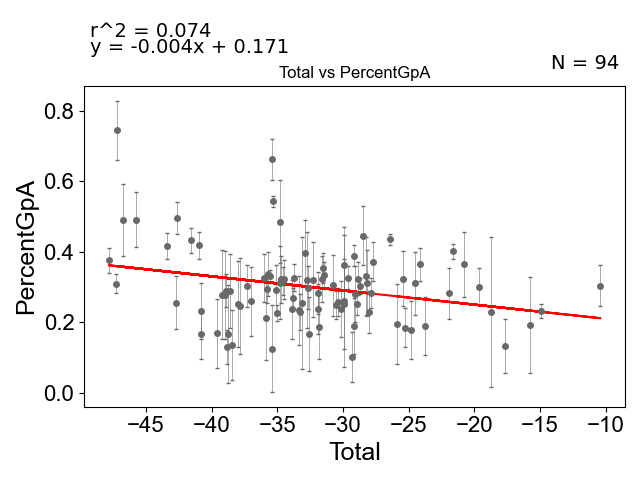 r^2 = 0.074
y = -0.004x + 0.171
N = 94
Total vs PercentGpA
PercentGpA
0.8
0.6
0.4
0.2
0.0
−45 −40 −35 −30 −25 −20 −15 −10
Total